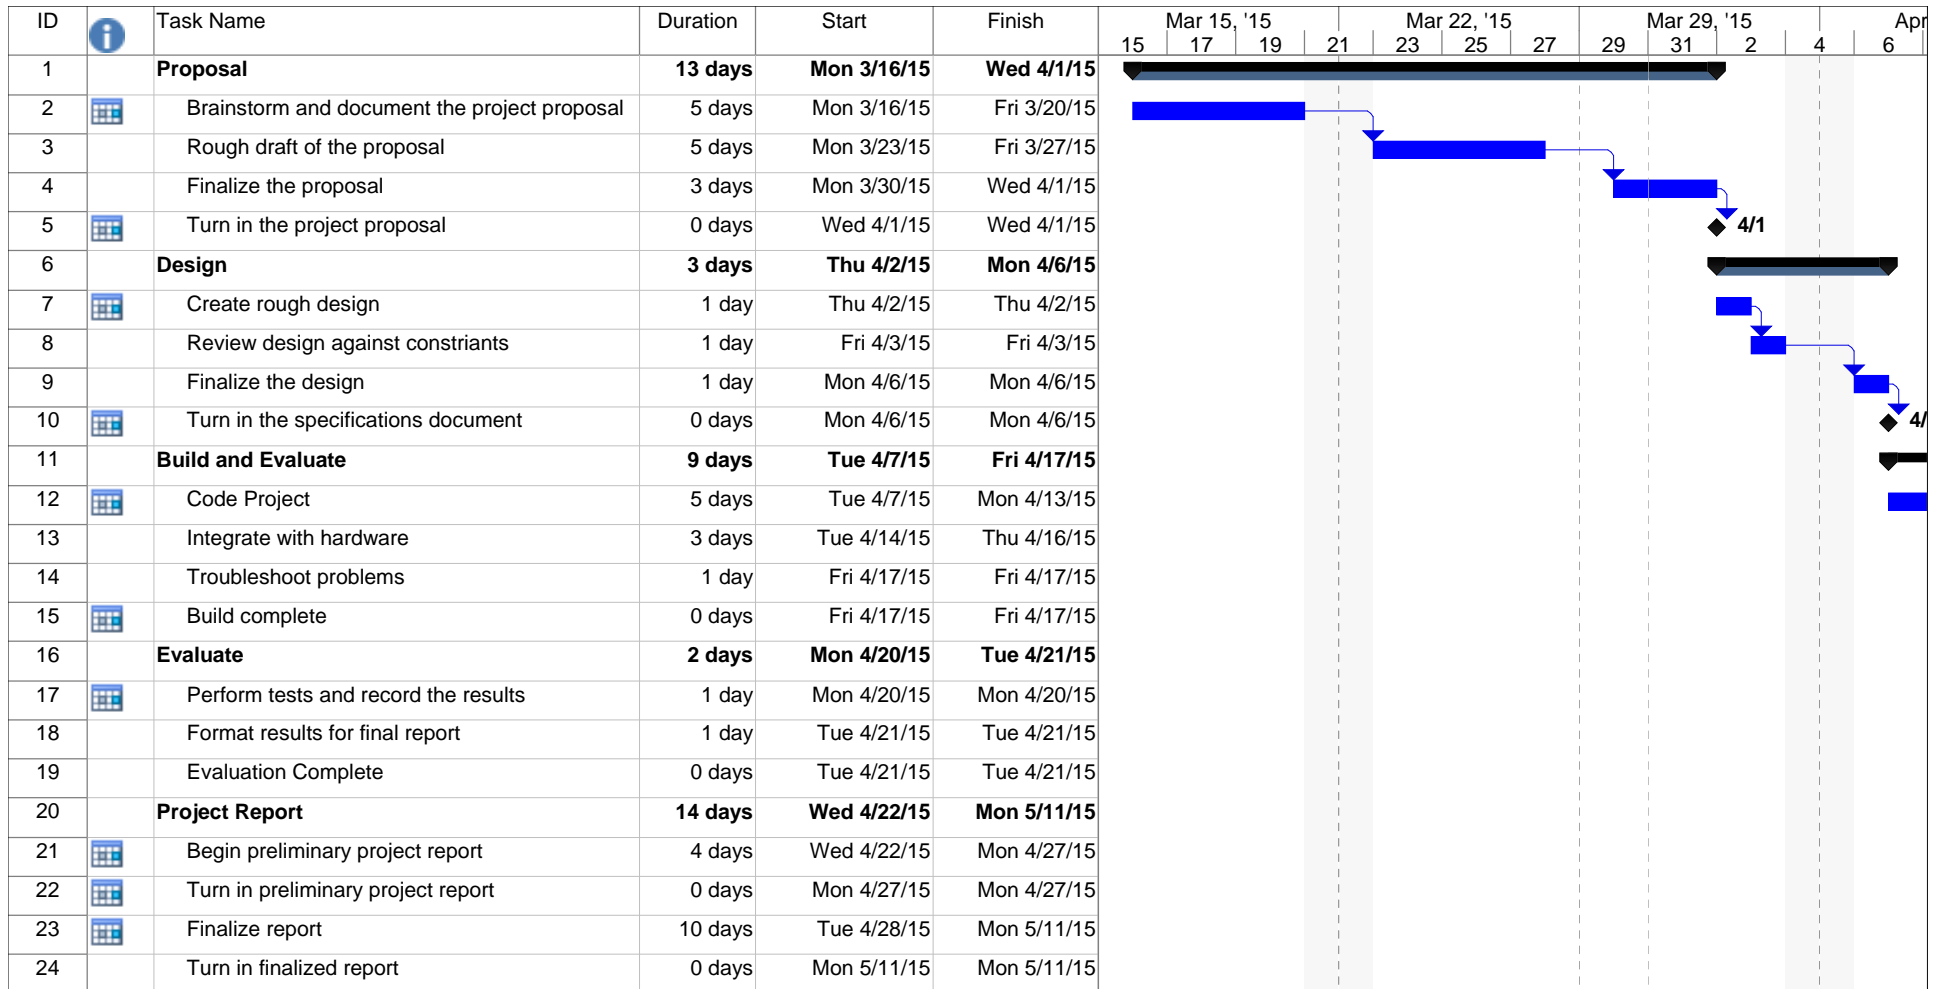 ID Task Name Duration Start Finish Mar 15, '15 Mar 22, '15 Mar 29, '15 Apr
15 17 19 21 23 25 27 29 31 2 4 6
1 Proposal 13 days Mon 3/16/15 Wed 4/1/15
2 Brainstorm and document the project proposal 5 days Mon 3/16/15 Fri 3/20/15
3 Rough draft of the proposal 5 days Mon 3/23/15 Fri 3/27/15
4 Finalize the proposal 3 days Mon 3/30/15 Wed 4/1/15
5 Turn in the project proposal 0 days Wed 4/1/15 Wed 4/1/15 4/1
6 Design 3 days Thu 4/2/15 Mon 4/6/15
7 Create rough design 1 day Thu 4/2/15 Thu 4/2/15
8 Review design against constriants 1 day Fri 4/3/15 Fri 4/3/15
9 Finalize the design 1 day Mon 4/6/15 Mon 4/6/15
10 Turn in the specifications document 0 days Mon 4/6/15 Mon 4/6/15 4/
11 Build and Evaluate 9 days Tue 4/7/15 Fri 4/17/15
12 Code Project 5 days Tue 4/7/15 Mon 4/13/15
13 Integrate with hardware 3 days Tue 4/14/15 Thu 4/16/15
14 Troubleshoot problems 1 day Fri 4/17/15 Fri 4/17/15
15 Build complete 0 days Fri 4/17/15 Fri 4/17/15
16 Evaluate 2 days Mon 4/20/15 Tue 4/21/15
17 Perform tests and record the results 1 day Mon 4/20/15 Mon 4/20/15
18 Format results for final report 1 day Tue 4/21/15 Tue 4/21/15
19 Evaluation Complete 0 days Tue 4/21/15 Tue 4/21/15
20 Project Report 14 days Wed 4/22/15 Mon 5/11/15
21 Begin preliminary project report 4 days Wed 4/22/15 Mon 4/27/15
22 Turn in preliminary project report 0 days Mon 4/27/15 Mon 4/27/15
23 Finalize report 10 days Tue 4/28/15 Mon 5/11/15
24 Turn in finalized report 0 days Mon 5/11/15 Mon 5/11/15